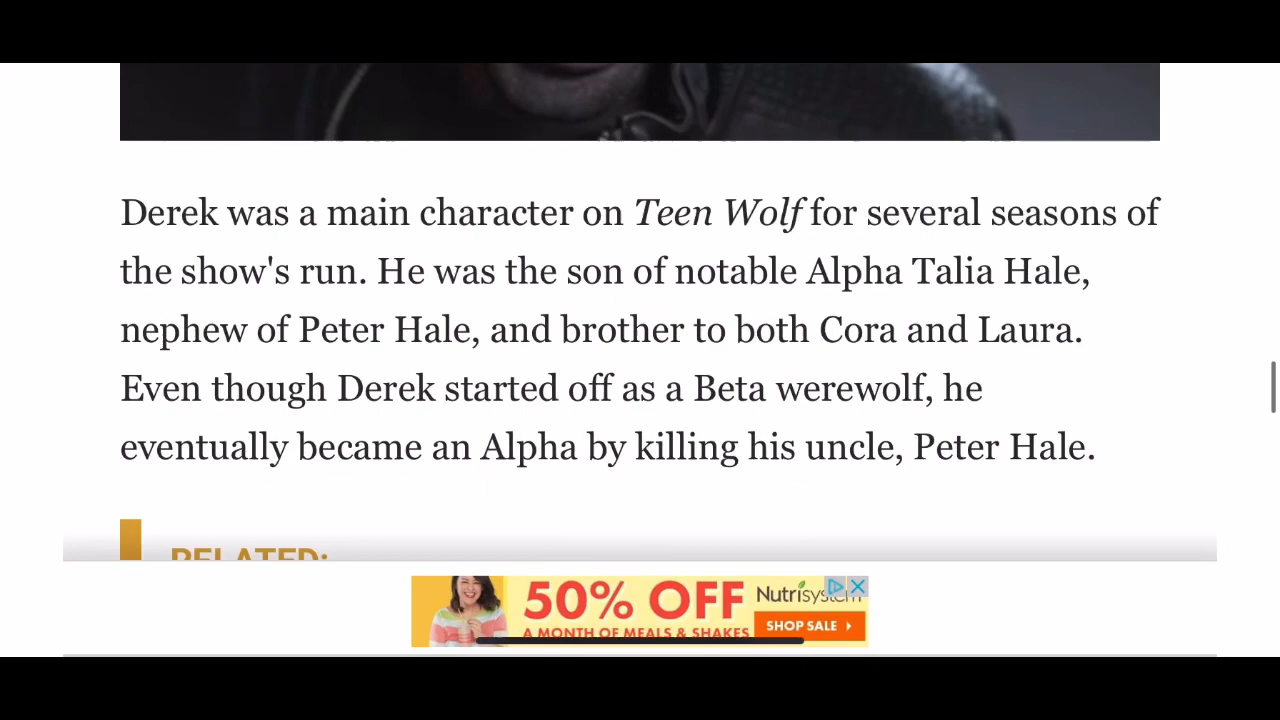 Derek was a main character on Teen Wolf for several seasons of
the show's run. He was the son of notable Alpha Talia Hale,
nephew of Peter Hale, and brother to both Cora and Laura.
Even though Derek started off as a Beta werewolf, he
eventually became an Alpha by killing his uncle, Peter Hale.
RELATED:
50% OFF
A MONTH OF MEALS & SHAKES
Nutrisystem
SHOP SALE